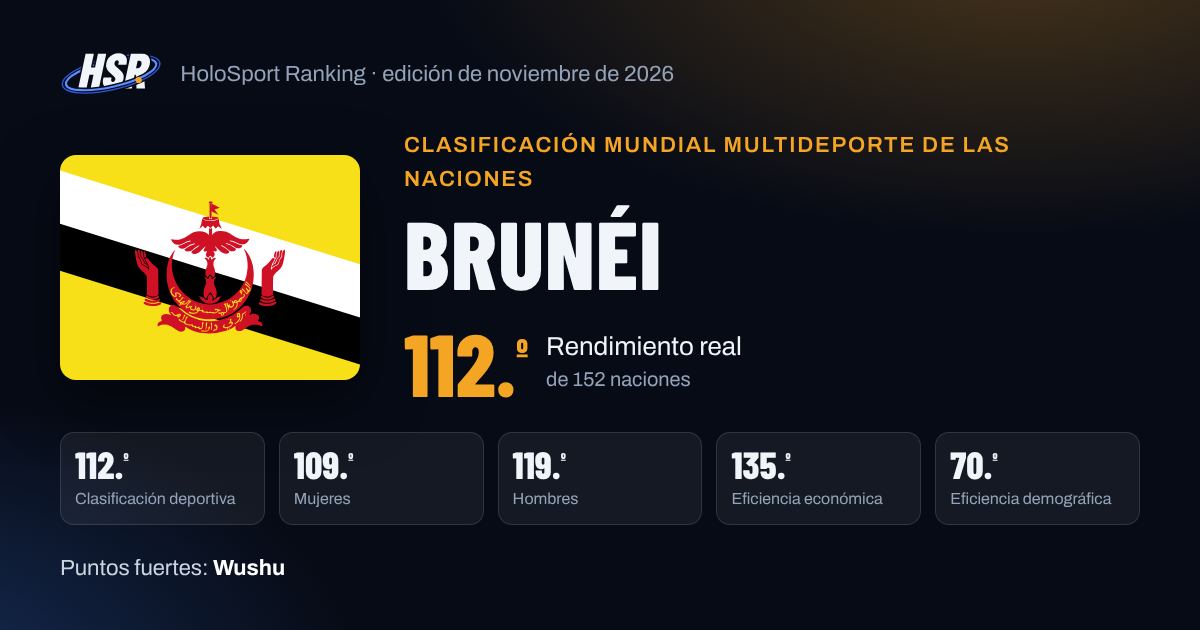 HSR
HoloSport Ranking · edición de noviembre de 2026
CLASIFICACIÓN MUNDIAL MULTIDEPORTE DE LAS
NACIONES
BRUNÉI
112.º
Rendimiento real
de 152 naciones
112.º
Clasificación deportiva
109.º
Mujeres
119.º
Hombres
135.º
Eficiencia económica
70.º
Eficiencia demográfica
Puntos fuertes: Wushu